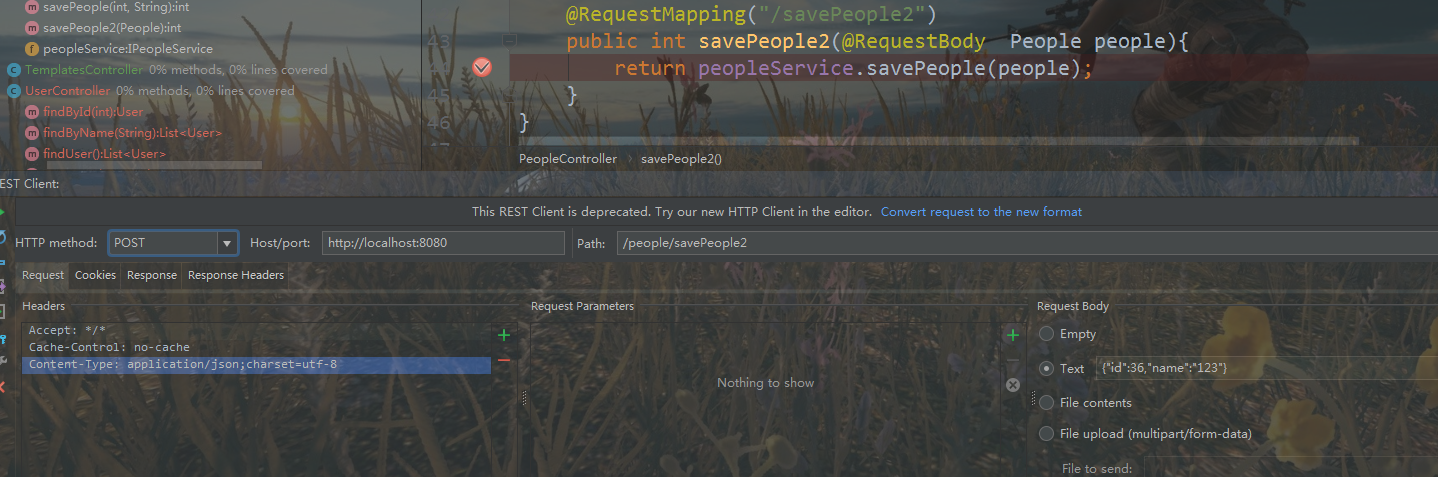 savePeople(int, String):int
savePeople2(People):int
peopleService:IPeopleService
TemplatesController 0% methods, 0% lines covered
UserController 0% methods, 0% lines covered
findById(int):User
findByName(String):List<User>
findUser():List<User>
@RequestMapping("/savePeople2")
43 public int savePeople2(@RequestBody  People people){
return peopleService.savePeople(people);
45 }
46 }
PeopleController › savePeople2()
EST Client:
This REST Client is deprecated. Try our new HTTP Client in the editor. Convert request to the new format
HTTP method: POST Host/port: http://localhost:8080 Path: /people/savePeople2
Request Cookies Response Response Headers
Headers
Accept: */*
Cache-Control: no-cache
Content-Type: application/json;charset=utf-8
Request Parameters
Nothing to show
Request Body
Empty
Text {"id":36,"name":"123"}
File contents
File upload (multipart/form-data)
File to send: